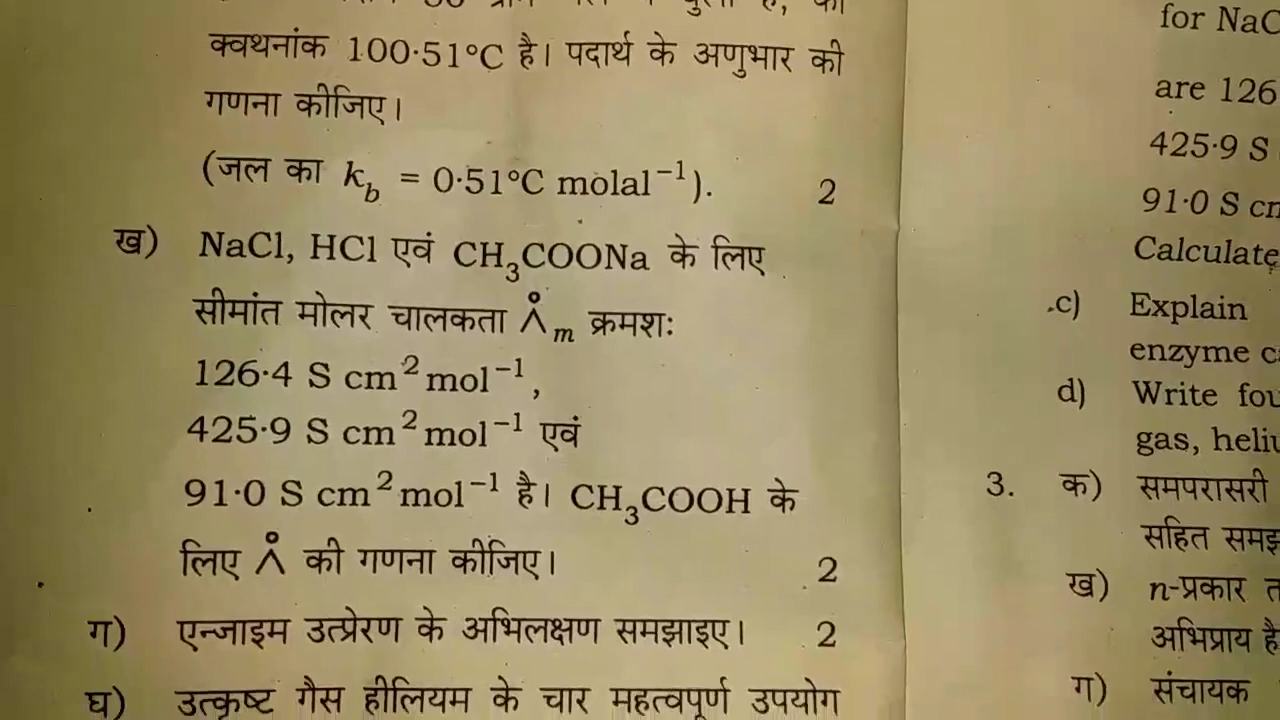 क्वथनांक 100·51°C है। पदार्थ के अणुभार की
गणना कीजिए।
(जल का k_b = 0·51°C molal⁻¹). 2
ख) NaCl, HCl एवं CH₃COONa के लिए
सीमांत मोलर चालकता Λ̊ₘ क्रमशः
126·4 S cm² mol⁻¹,
425·9 S cm² mol⁻¹ एवं
91·0 S cm² mol⁻¹ है। CH₃COOH के
लिए Λ̊ की गणना कीजिए। 2
ग) एन्जाइम उत्प्रेरण के अभिलक्षण समझाइए। 2
घ) उत्कृष्ट गैस हीलियम के चार महत्वपूर्ण उपयोग
for NaC
are 126
425·9 S
91·0 S cm
Calculate
c) Explain
enzyme c
d) Write fou
gas, heliu
3. क) समपरासरी
सहित समझ
ख) n-प्रकार त
अभिप्राय है
ग) संचायक